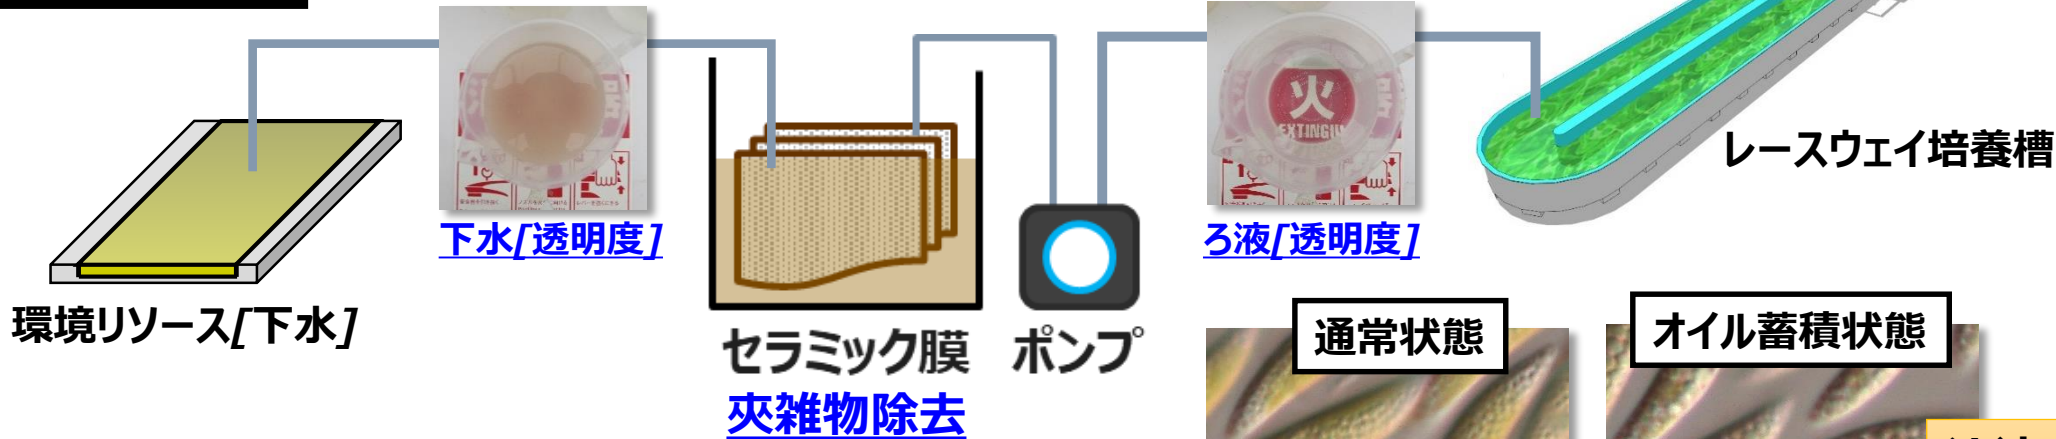 下水[透明度]
ろ液[透明度]
レースウェイ培養槽
環境リソース[下水]
セラミック膜
ポンプ
夾雑物除去
通常状態
オイル蓄積状態
火
EXTINGUI